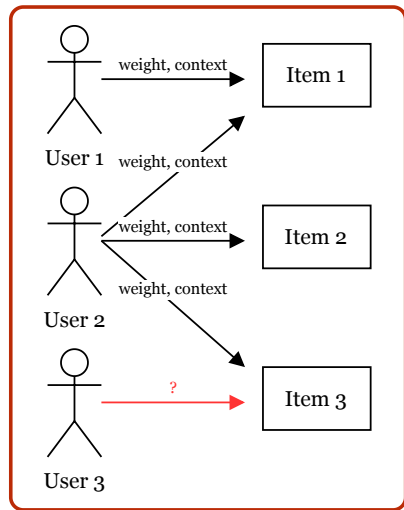 weight, context
Item 1
User 1
weight, context
weight, context
Item 2
weight, context
User 2
?
Item 3
User 3